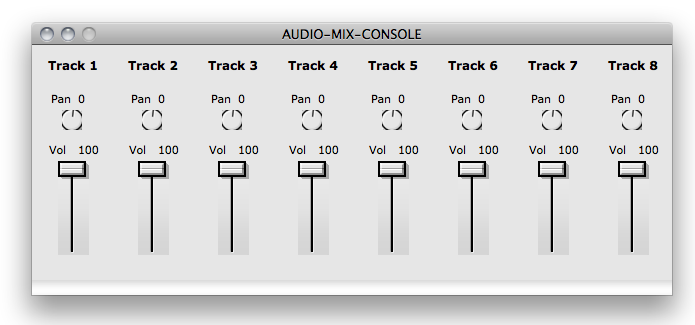 AUDIO-MIX-CONSOLE
Track 1 Track 2 Track 3 Track 4 Track 5 Track 6 Track 7 Track 8
Pan 0 Pan 0 Pan 0 Pan 0 Pan 0 Pan 0 Pan 0 Pan 0
Vol 100 Vol 100 Vol 100 Vol 100 Vol 100 Vol 100 Vol 100 Vol 100